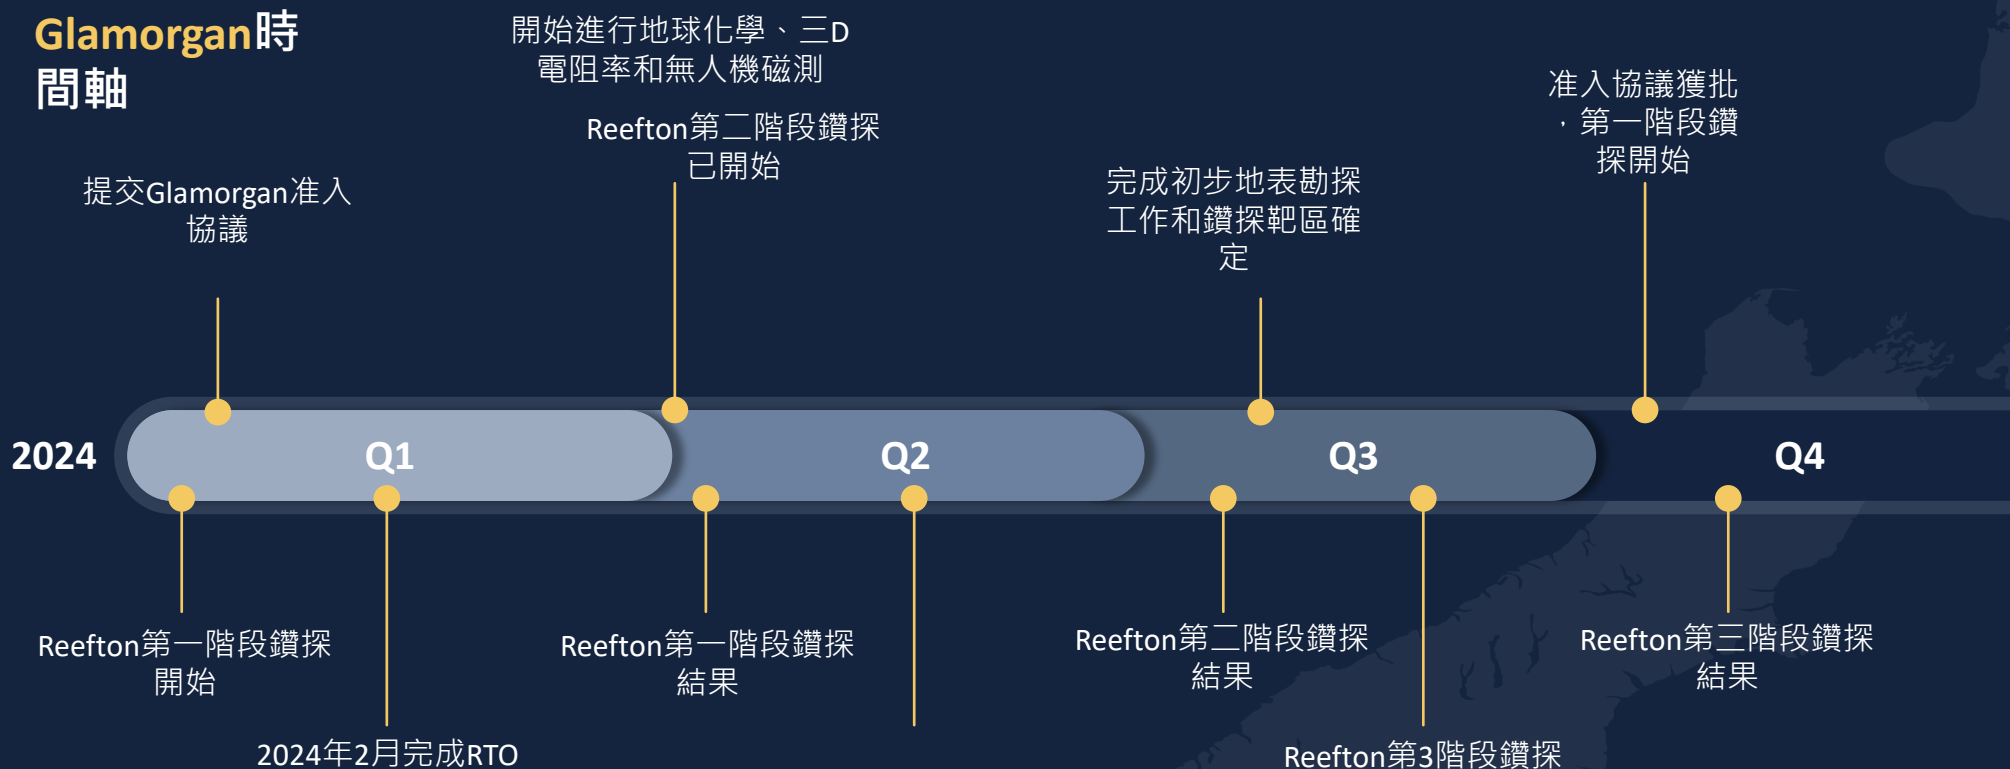 Glamorgan時
間軸
開始進行地球化學、三D
電阻率和無人機磁測
Reefton第二階段鑽探
已開始
准入協議獲批
，第一階段鑽
探開始
提交Glamorgan准入
協議
完成初步地表勘探
工作和鑽探靶區確
定
2024
Q1
Q2
Q3
Q4
Reefton第一階段鑽探
開始
Reefton第一階段鑽探
結果
Reefton第二階段鑽探
結果
Reefton第三階段鑽探
結果
2024年2月完成RTO
Reefton第3階段鑽探